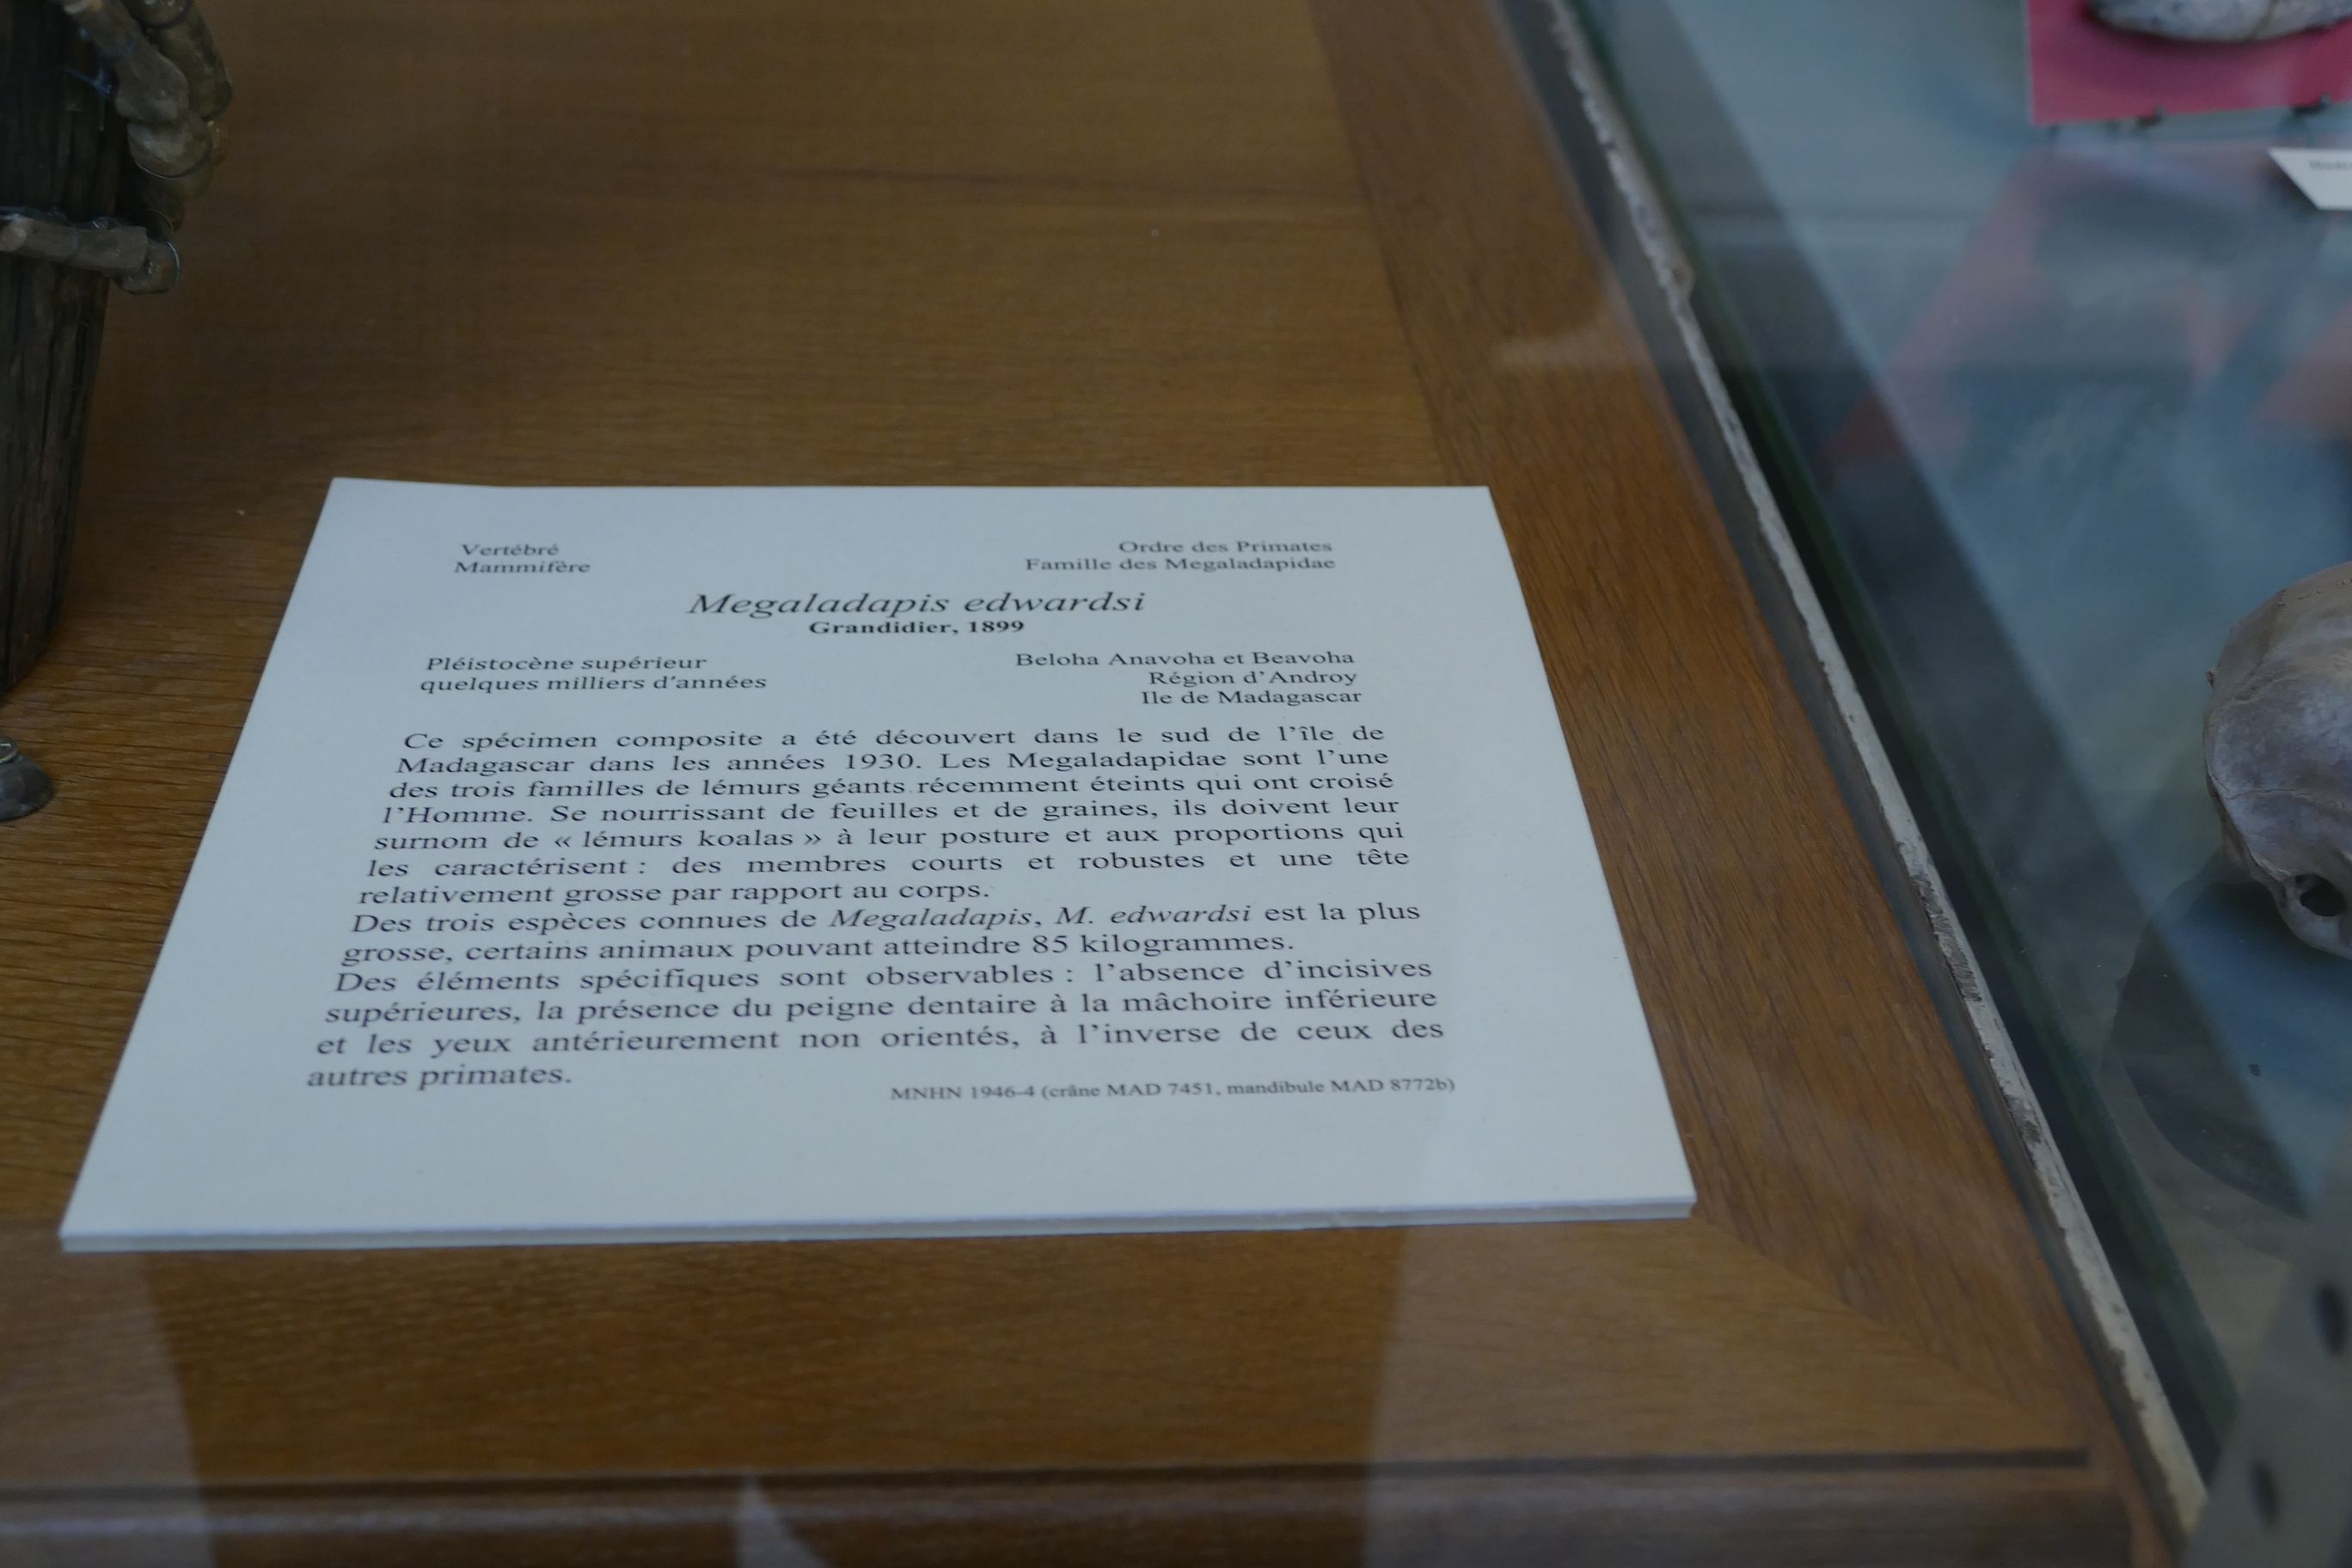 Vertébré
Mammifère
Ordre des Primates
Famille des Megaladapidae
Megaladapis edwardsi
Grandidier, 1899
Pléistocène supérieur
quelques milliers d'années
Beloha Anavoha et Beavoha
Région d'Androy
Ile de Madagascar
Ce spécimen composite a été découvert dans le sud de l'île de
Madagascar dans les années 1930. Les Megaladapidae sont l'une
des trois familles de lémurs géants récemment éteints qui ont croisé
l'Homme. Se nourrissant de feuilles et de graines, ils doivent leur
surnom de « lémurs koalas » à leur posture et aux proportions qui
les caractérisent : des membres courts et robustes et une tête
relativement grosse par rapport au corps.
Des trois espèces connues de Megaladapis, M. edwardsi est la plus
grosse, certains animaux pouvant atteindre 85 kilogrammes.
Des éléments spécifiques sont observables : l'absence d'incisives
supérieures, la présence du peigne dentaire à la mâchoire inférieure
et les yeux antérieurement non orientés, à l'inverse de ceux des
autres primates.
MNHN 1946-4 (crâne MAD 7451, mandibule MAD 8772b)